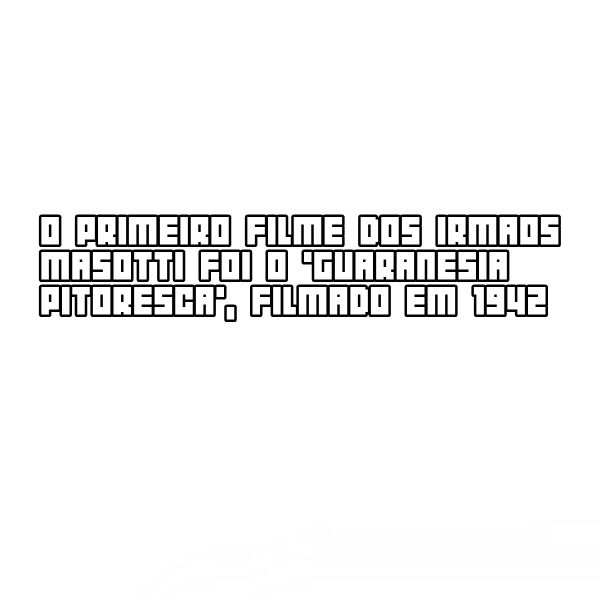 O PRIMEIRO FILME DOS IRMAOS
MASOTTI FOI O 'GUARANESIA
PITORESCA', FILMADO EM 1942